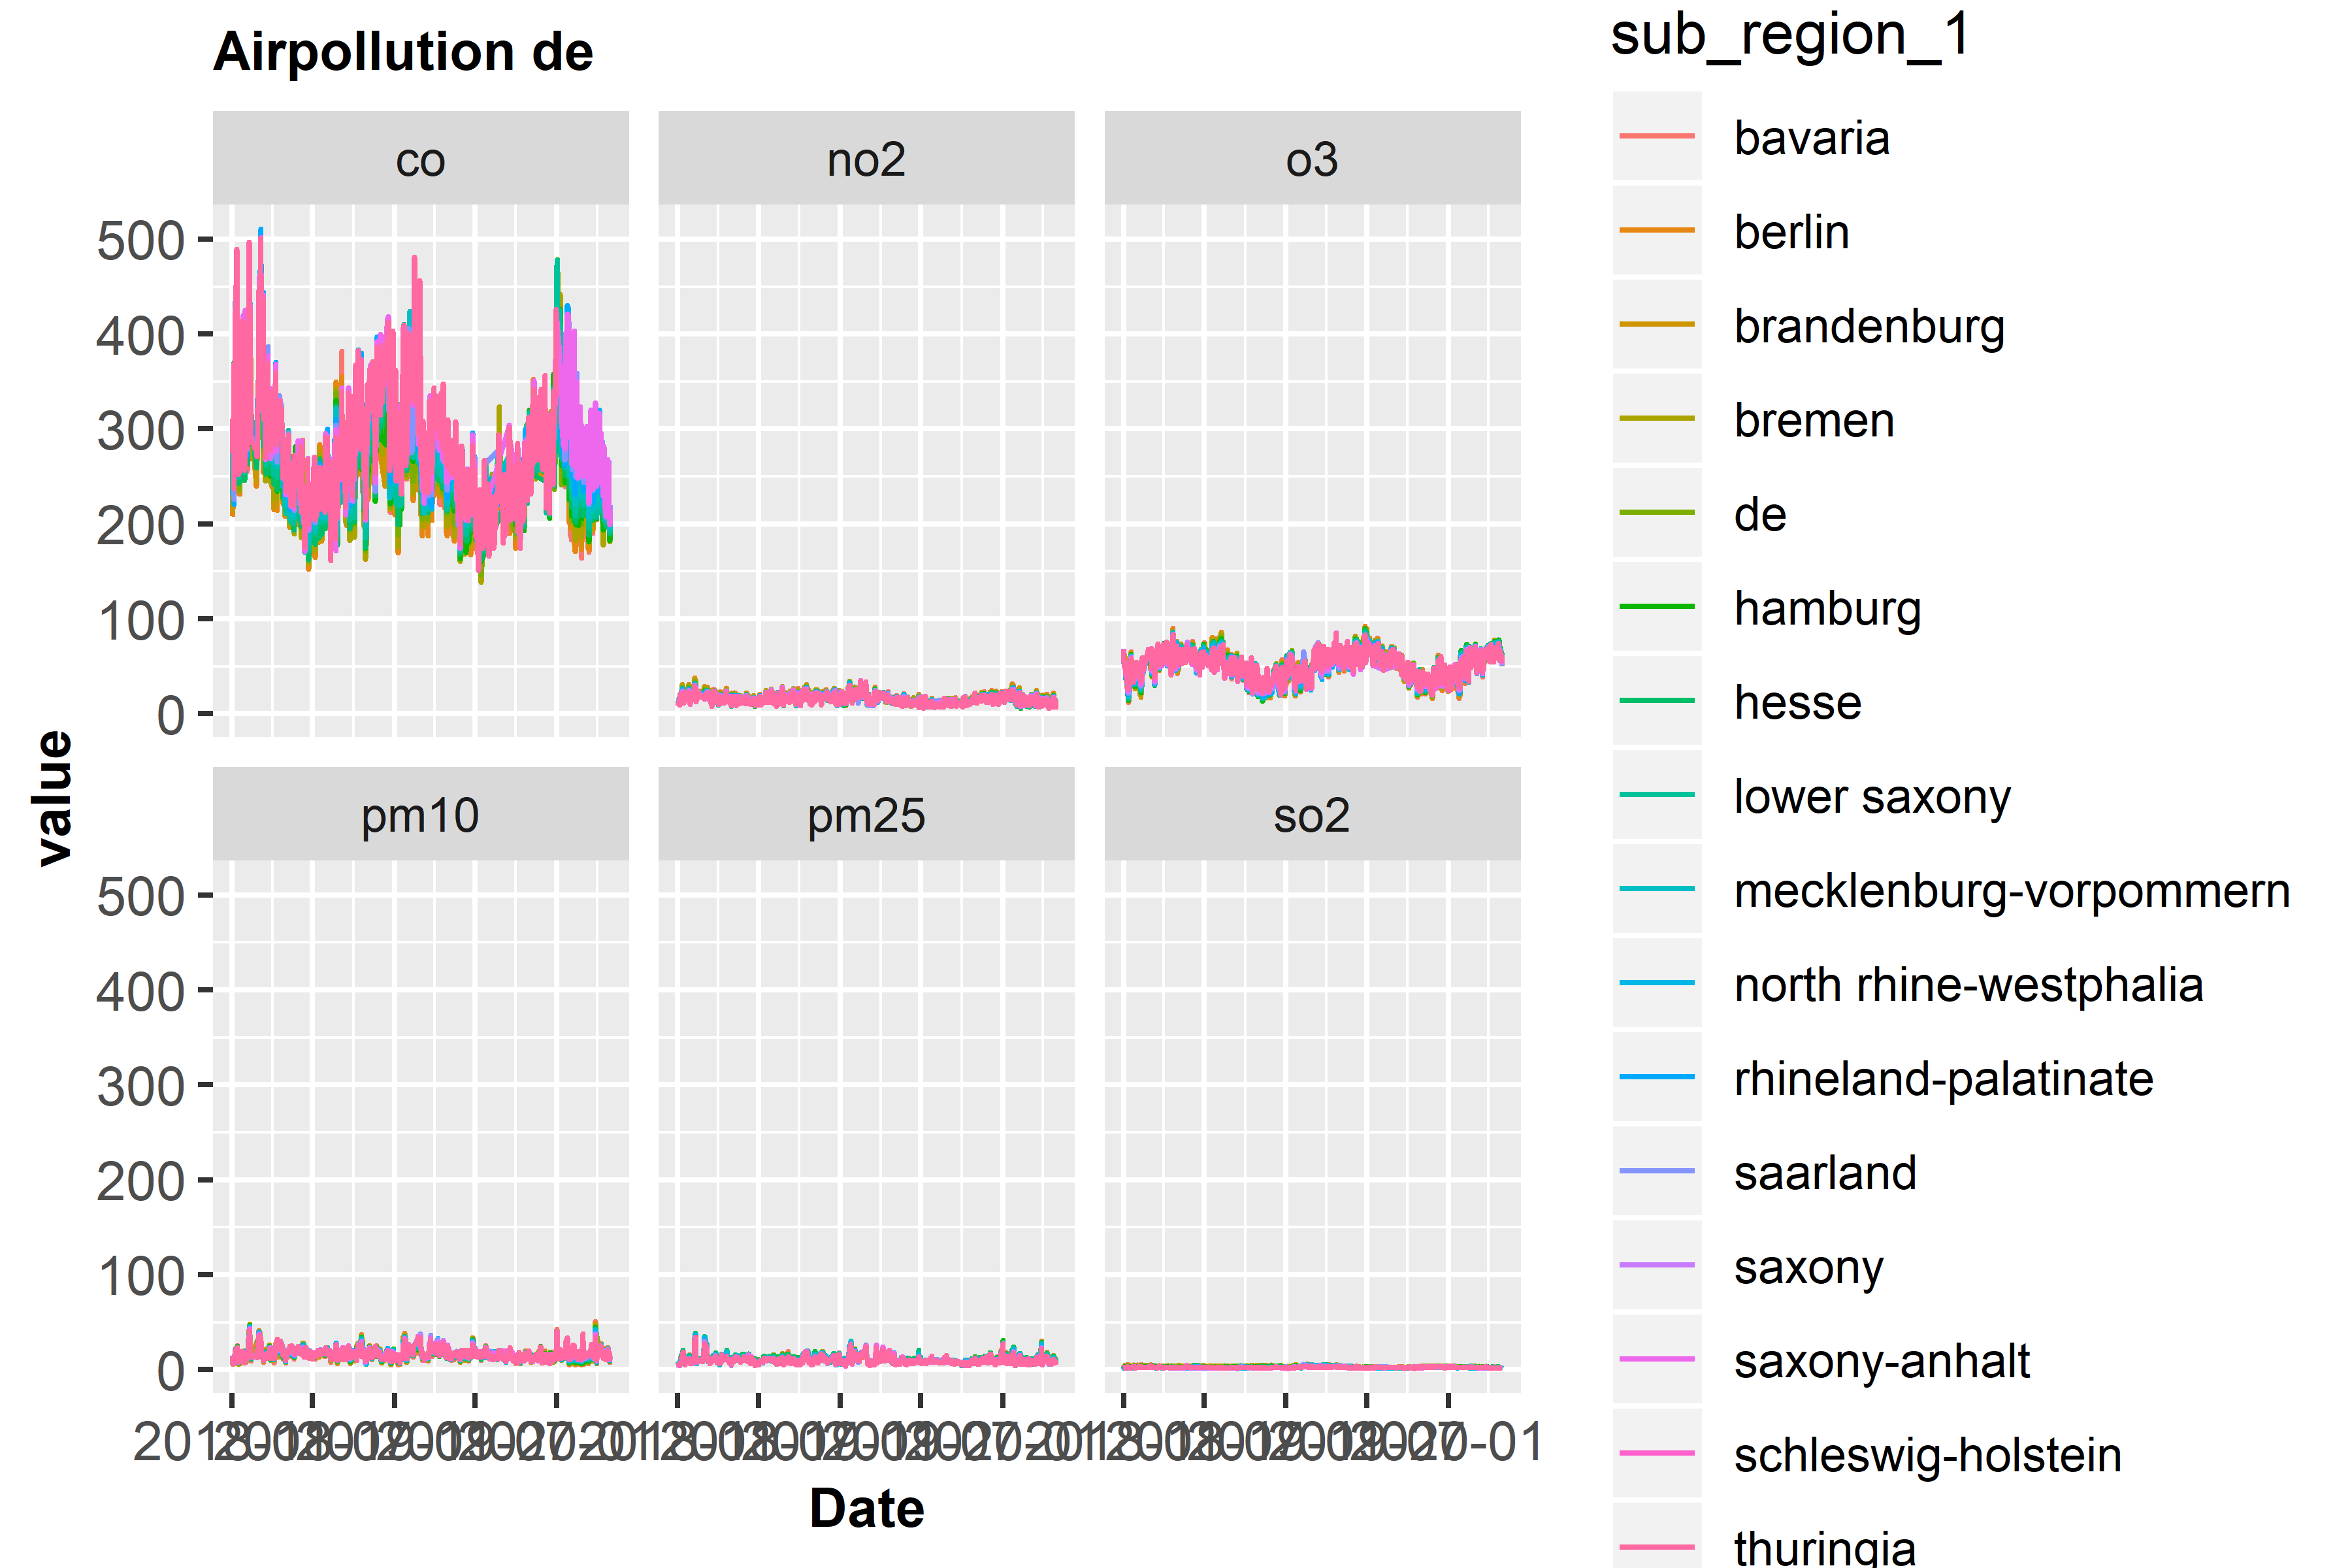 Airpollution de
co
no2
o3
500
400
300
200
100
0
pm10
pm25
so2
500
400
300
200
100
0
value
Date
sub_region_1
bavaria
berlin
brandenburg
bremen
de
hamburg
hesse
lower saxony
mecklenburg-vorpommern
north rhine-westphalia
rhineland-palatinate
saarland
saxony
saxony-anhalt
schleswig-holstein
thuringia